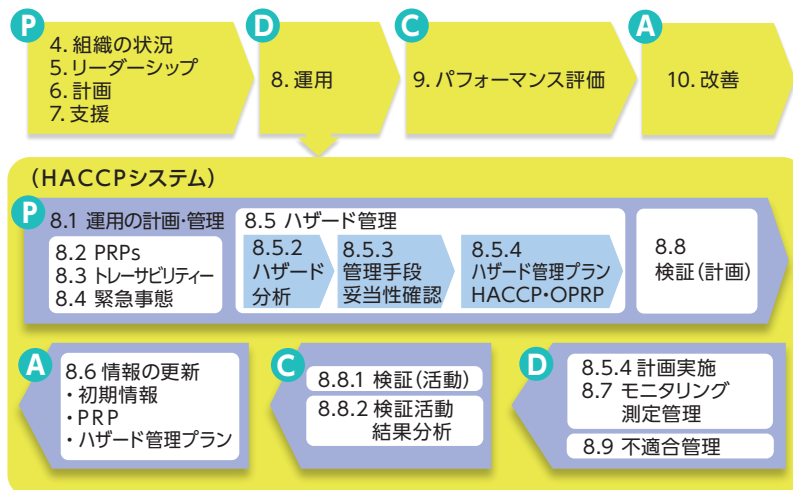 P
4. 組織の状況
5. リーダーシップ
6. 計画
7. 支援
D
8. 運用
C
9. パフォーマンス評価
A
10. 改善
(HACCPシステム)
P
8.1 運用の計画・管理
8.2 PRPs
8.3 トレーサビリティー
8.4 緊急事態
8.5 ハザード管理
8.5.2
ハザード
分析
8.5.3
管理手段
妥当性確認
8.5.4
ハザード管理プラン
HACCP・OPRP
8.8
検証(計画)
A
8.6 情報の更新
・初期情報
・PRP
・ハザード管理プラン
C
8.8.1 検証(活動)
8.8.2 検証活動
結果分析
D
8.5.4 計画実施
8.7 モニタリング
測定管理
8.9 不適合管理